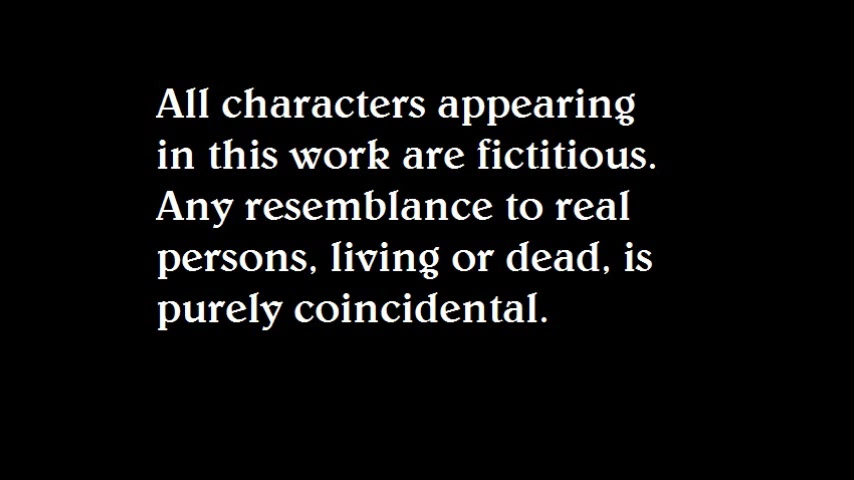 All characters appearing
in this work are fictitious.
Any resemblance to real
persons, living or dead, is
purely coincidental.